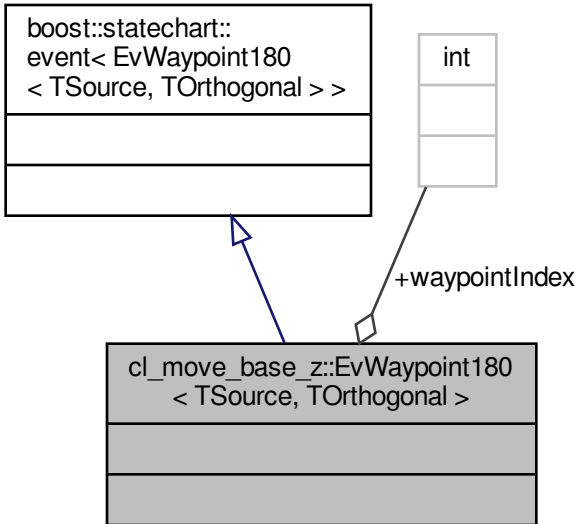 boost::statechart::
event< EvWaypoint180
< TSource, TOrthogonal > >
int
+waypointIndex
cl_move_base_z::EvWaypoint180
< TSource, TOrthogonal >